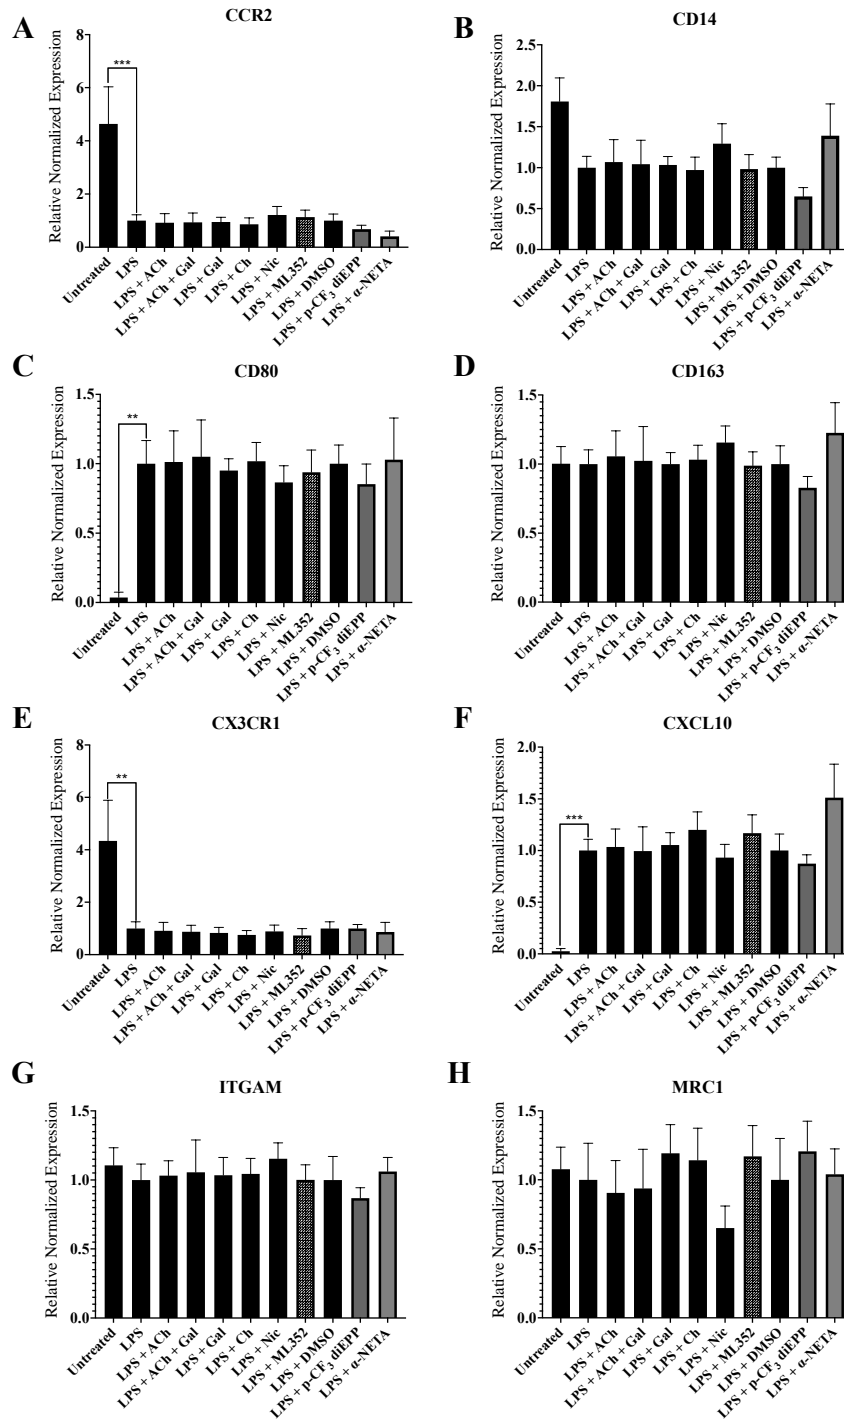 A
CCR2
Relative Normalized Expression
8
6
4
2
0
***
Untreated
LPS
LPS + ACh
LPS + ACh + Gal
LPS + Gal
LPS + Ch
LPS + Nic
LPS + ML352
LPS + DMSO
LPS + p-CF₃ diEPP
LPS + α-NETA
B
CD14
Relative Normalized Expression
2.5
2.0
1.5
1.0
0.5
0.0
Untreated
LPS
LPS + ACh
LPS + ACh + Gal
LPS + Gal
LPS + Ch
LPS + Nic
LPS + ML352
LPS + DMSO
LPS + p-CF₃ diEPP
LPS + α-NETA
C
CD80
Relative Normalized Expression
1.5
1.0
0.5
0.0
**
Untreated
LPS
LPS + ACh
LPS + ACh + Gal
LPS + Gal
LPS + Ch
LPS + Nic
LPS + ML352
LPS + DMSO
LPS + p-CF₃ diEPP
LPS + α-NETA
D
CD163
Relative Normalized Expression
1.5
1.0
0.5
0.0
Untreated
LPS
LPS + ACh
LPS + ACh + Gal
LPS + Gal
LPS + Ch
LPS + Nic
LPS + ML352
LPS + DMSO
LPS + p-CF₃ diEPP
LPS + α-NETA
E
CX3CR1
Relative Normalized Expression
8
6
4
2
0
**
Untreated
LPS
LPS + ACh
LPS + ACh + Gal
LPS + Gal
LPS + Ch
LPS + Nic
LPS + ML352
LPS + DMSO
LPS + p-CF₃ diEPP
LPS + α-NETA
F
CXCL10
Relative Normalized Expression
2.0
1.5
1.0
0.5
0.0
***
Untreated
LPS
LPS + ACh
LPS + ACh + Gal
LPS + Gal
LPS + Ch
LPS + Nic
LPS + ML352
LPS + DMSO
LPS + p-CF₃ diEPP
LPS + α-NETA
G
ITGAM
Relative Normalized Expression
1.5
1.0
0.5
0.0
Untreated
LPS
LPS + ACh
LPS + ACh + Gal
LPS + Gal
LPS + Ch
LPS + Nic
LPS + ML352
LPS + DMSO
LPS + p-CF₃ diEPP
LPS + α-NETA
H
MRC1
Relative Normalized Expression
1.5
1.0
0.5
0.0
Untreated
LPS
LPS + ACh
LPS + ACh + Gal
LPS + Gal
LPS + Ch
LPS + Nic
LPS + ML352
LPS + DMSO
LPS + p-CF₃ diEPP
LPS + α-NETA